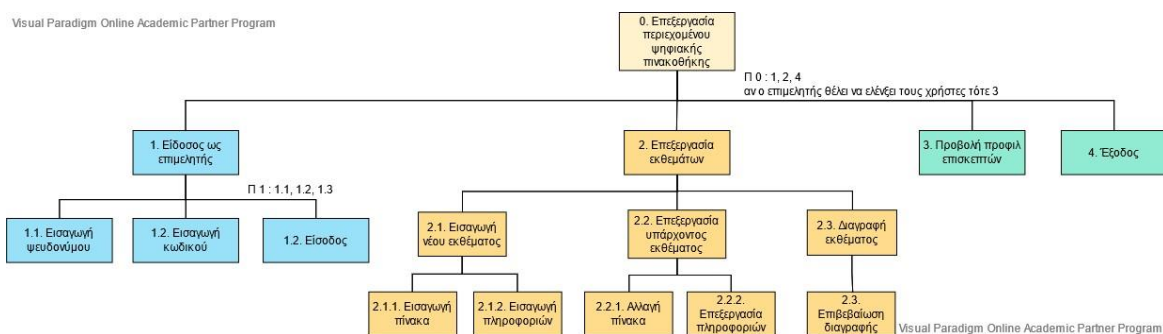 Visual Paradigm Online Academic Partner Program
0. Επεξεργασία
περιεχομένου
ψηφιακής
πινακοθήκης
Π 0 : 1, 2, 4
αν ο επιμελητής θέλει να ελένξει τους χρήστες τότε 3
1. Είδοσος ως
επιμελητής
2. Επεξεργασία
εκθεμάτων
3. Προβολή προφιλ
επισκεπτών
4. Έξοδος
Π 1 : 1.1, 1.2, 1.3
1.1. Εισαγωγή
ψευδονύμου
1.2. Εισαγωγή
κωδικού
1.2. Είσοδος
2.1. Εισαγωγή
νέου εκθέματος
2.2. Επεξεργασία
υπάρχοντος
εκθέματος
2.3. Διαγραφή
εκθέματος
2.1.1. Εισαγωγή
πίνακα
2.1.2. Εισαγωγή
πληροφοριών
2.2.1. Αλλαγή
πίνακα
2.2.2.
Επεξεργασία
πληροφοριών
2.3.
Επιβεβαίωση
διαγραφής
Visual Paradigm Online Academic Partner Program